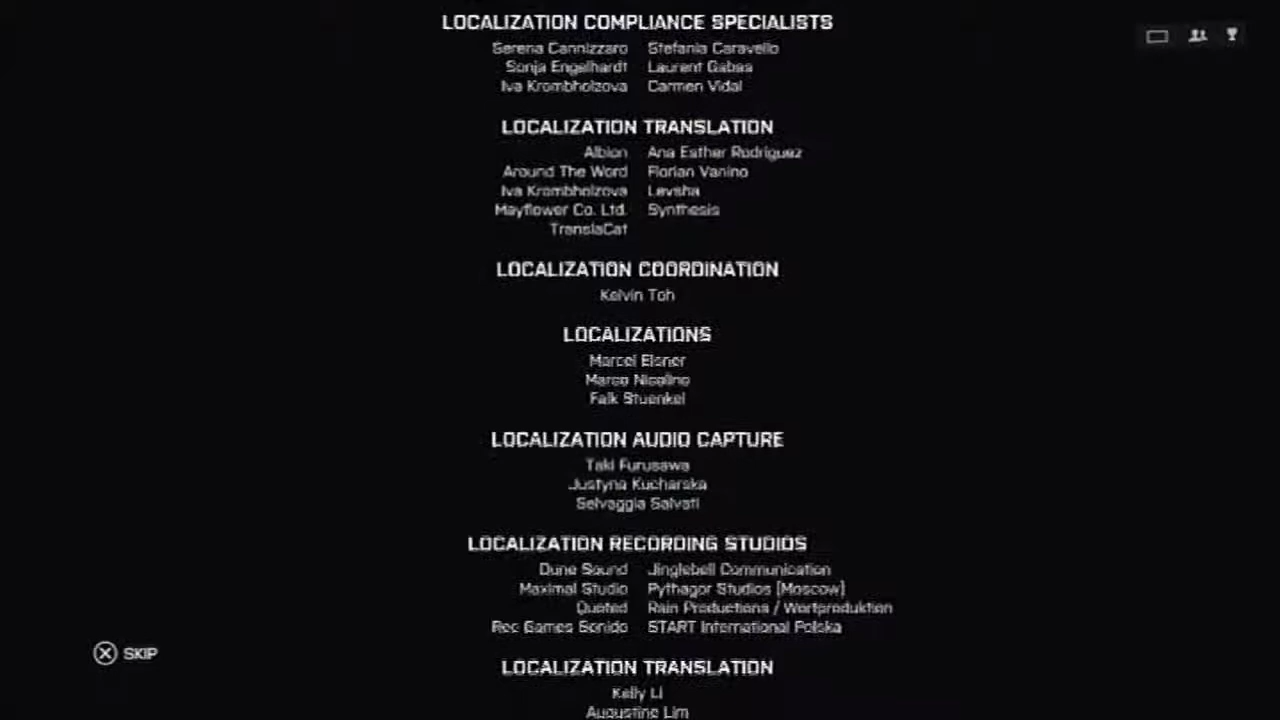 LOCALIZATION COMPLIANCE SPECIALISTS
Serena Cannizzaro Stefania Caravello
Sonja Engelhardt Laurent Gabas
Iva Krombholzova Carmen Vidal
LOCALIZATION TRANSLATION
Albion Ana Esther Rodriguez
Around The Word Florian Vanino
Iva Krombholzova Levsha
Mayflower Co. Ltd. Synthesis
TranslaCat
LOCALIZATION COORDINATION
Kelvin Toh
LOCALIZATIONS
Marcel Elsner
Marco Nicolino
Falk Stuenkel
LOCALIZATION AUDIO CAPTURE
Taki Furusawa
Justyna Kucharska
Selvaggia Salvati
LOCALIZATION RECORDING STUDIOS
Dune Sound Jinglebell Communication
Maximal Studio Pythagor Studios (Moscow)
Quoted Rain Productions / Wortproduktion
Rec Games Sonido START International Polska
SKIP
LOCALIZATION TRANSLATION
Kelly Li
Augustine Lim